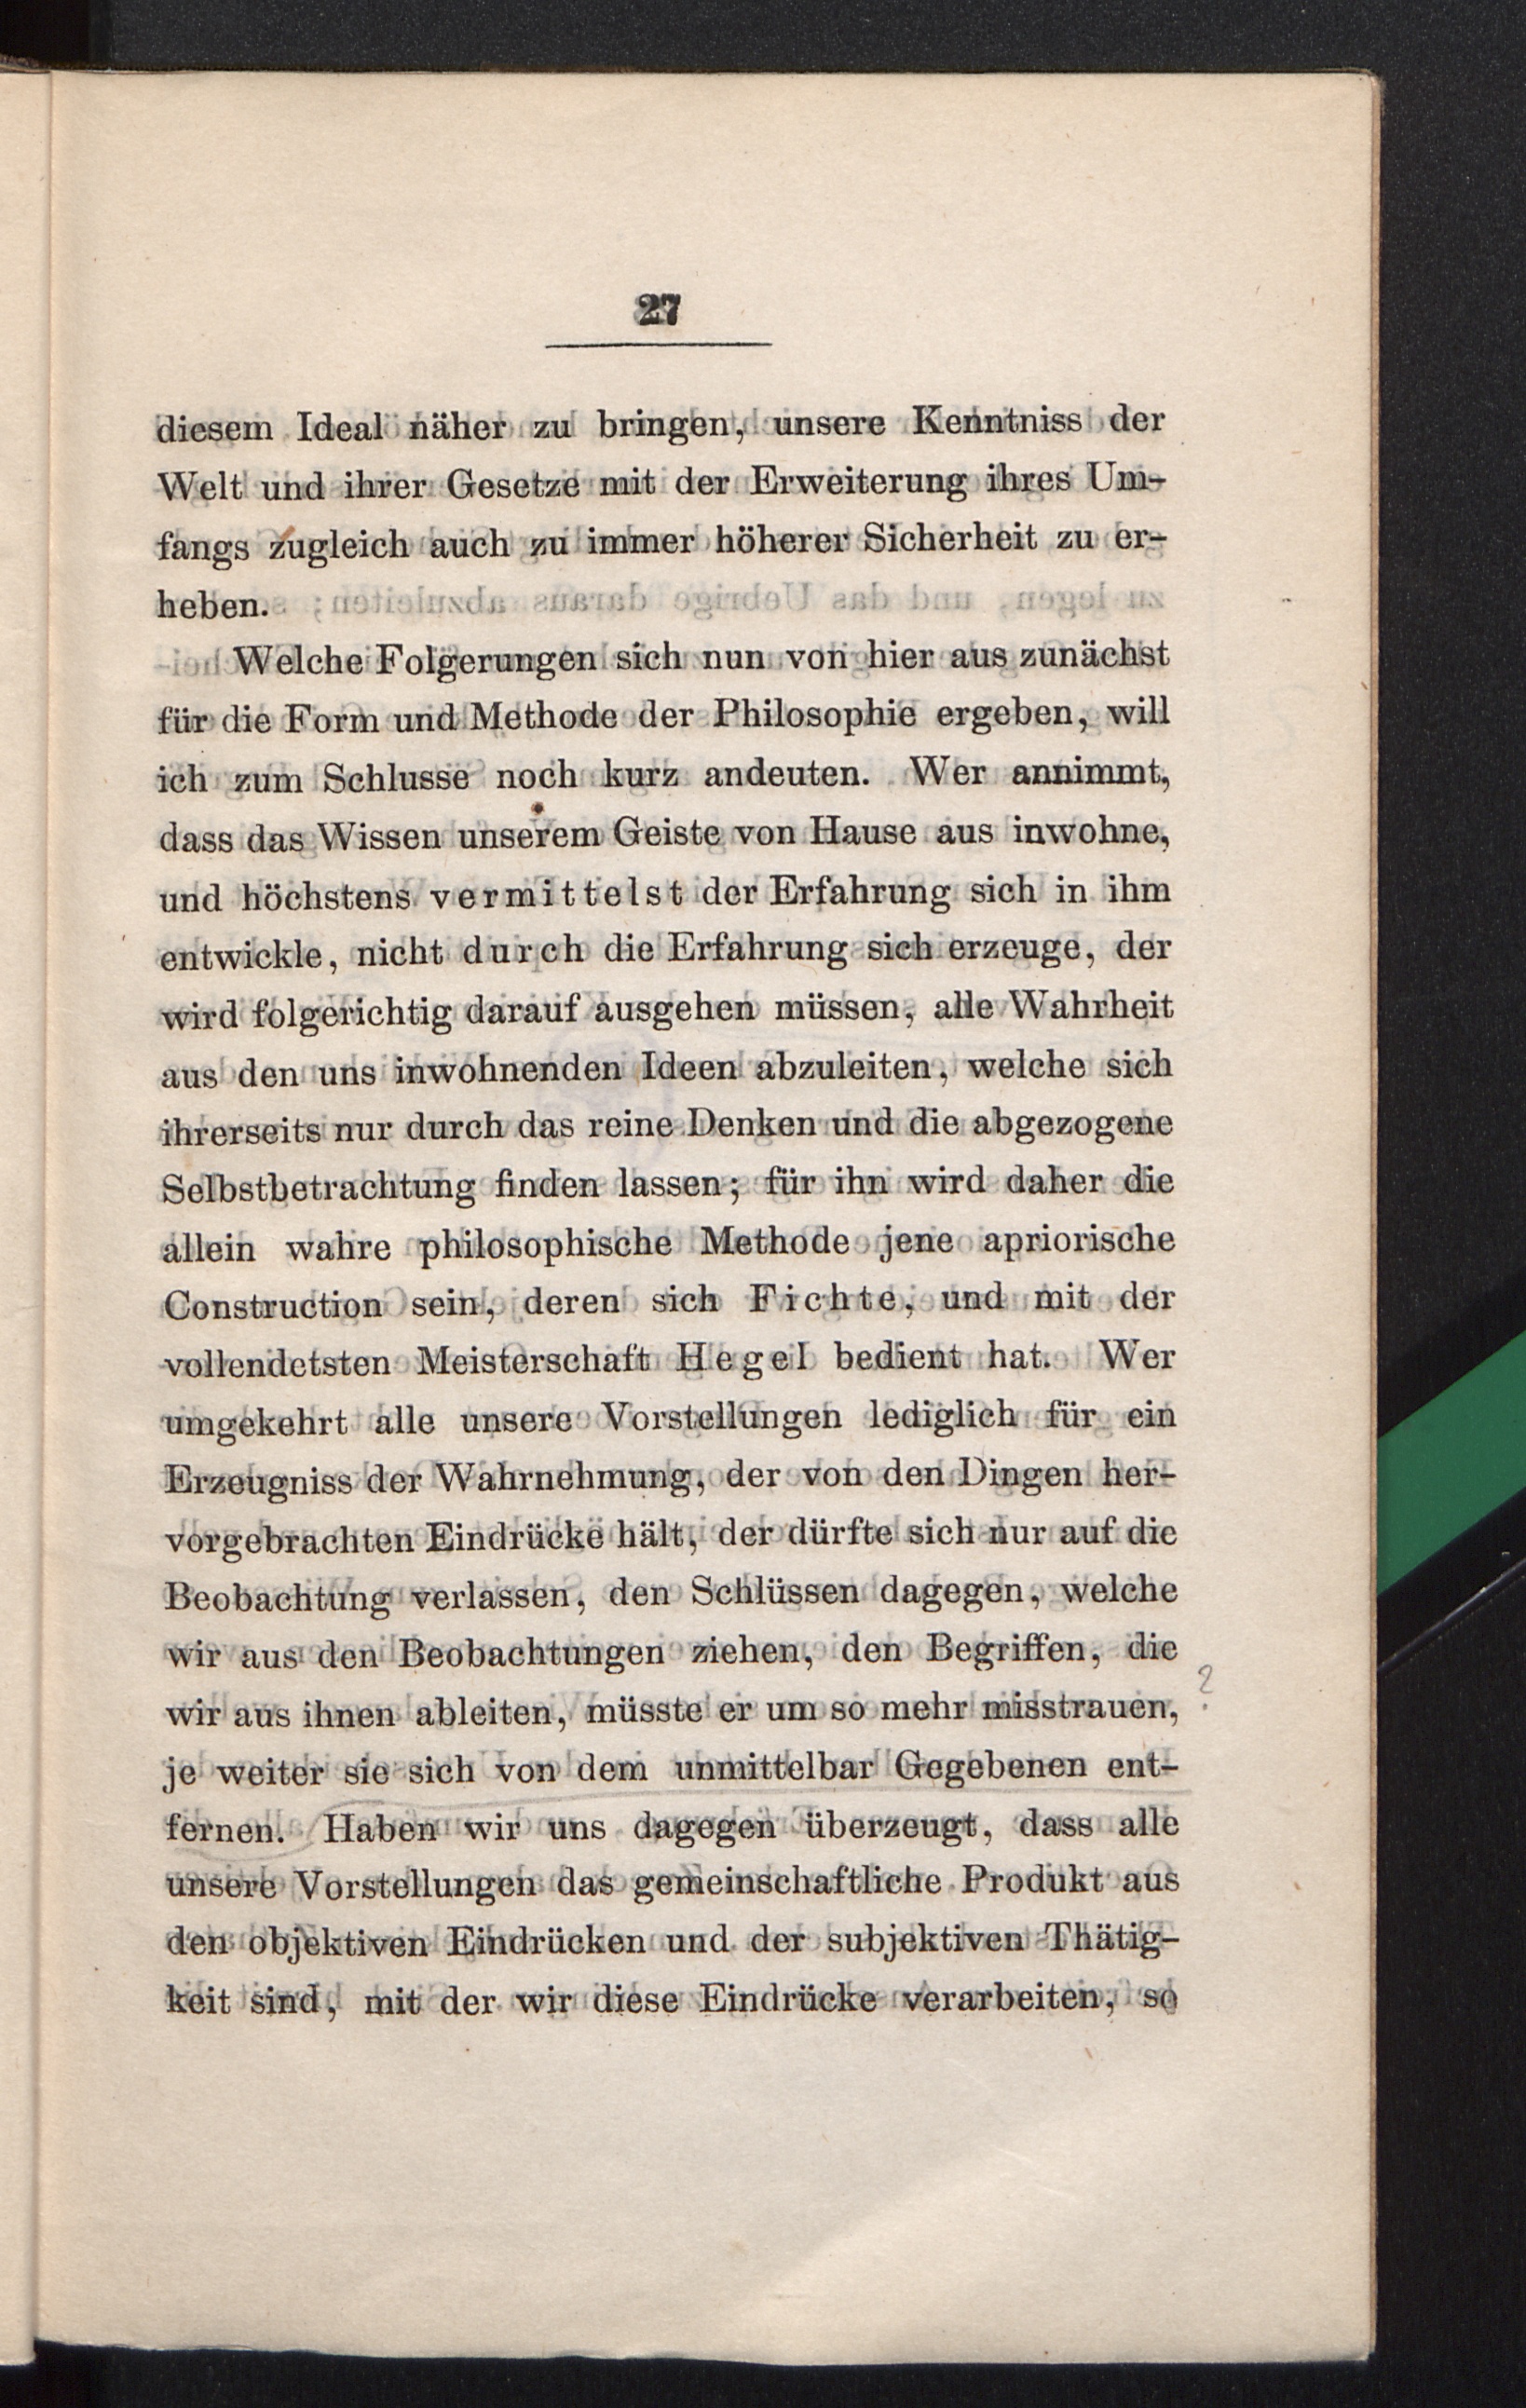 27
diesem Ideal näher zu bringen, unsere Kenntniss der
Welt und ihrer Gesetze mit der Erweiterung ihres Um-
fangs zugleich auch zu immer höherer Sicherheit zu er-
heben.
Welche Folgerungen sich nun von hier aus zunächst
für die Form und Methode der Philosophie ergeben, will
ich zum Schlusse noch kurz andeuten. Wer annimmt,
dass das Wissen unserem Geiste von Hause aus inwohne,
und höchstens vermittelst der Erfahrung sich in ihm
entwickle, nicht durch die Erfahrung sich erzeuge, der
wird folgerichtig darauf ausgehen müssen, alle Wahrheit
aus den uns inwohnenden Ideen abzuleiten, welche sich
ihrerseits nur durch das reine Denken und die abgezogene
Selbstbetrachtung finden lassen; für ihn wird daher die
allein wahre philosophische Methode jene apriorische
Construction sein, deren sich Fichte, und mit der
vollendetsten Meisterschaft Hegel bedient hat. Wer
umgekehrt alle unsere Vorstellungen lediglich für ein
Erzeugniss der Wahrnehmung, der von den Dingen her-
vorgebrachten Eindrücke hält, der dürfte sich nur auf die
Beobachtung verlassen, den Schlüssen dagegen, welche
wir aus den Beobachtungen ziehen, den Begriffen, die
wir aus ihnen ableiten, müsste er um so mehr misstrauen, ?
je weiter sie sich von dem unmittelbar Gegebenen ent-
fernen. Haben wir uns dagegen überzeugt, dass alle
unsere Vorstellungen das gemeinschaftliche Produkt aus
den objektiven Eindrücken und der subjektiven Thätig-
keit sind, mit der wir diese Eindrücke verarbeiten, so